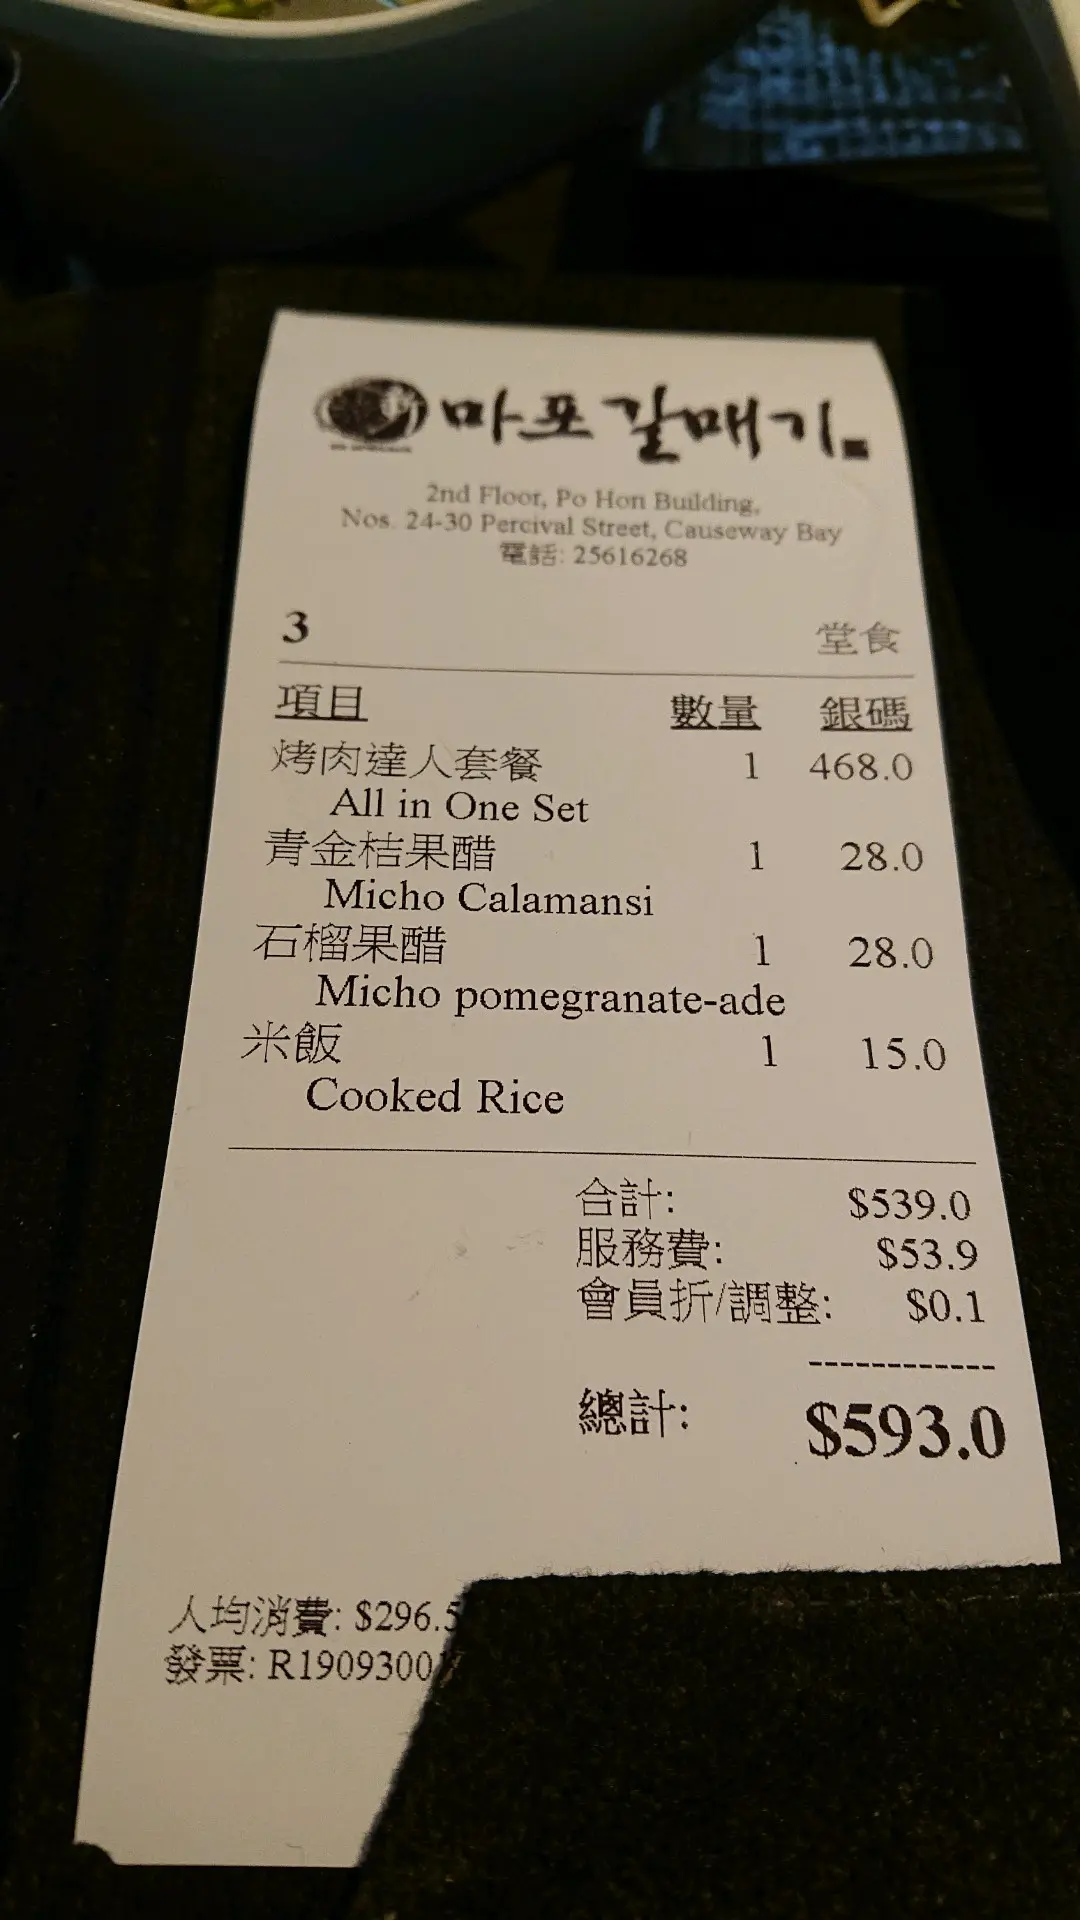 마포갈매기
2nd Floor, Po Hon Building,
Nos. 24-30 Percival Street, Causeway Bay
電話: 25616268
3 堂食
項目 數量 銀碼
烤肉達人套餐 1 468.0
All in One Set
青金桔果醋 1 28.0
Micho Calamansi
石榴果醋 1 28.0
Micho pomegranate-ade
米飯 1 15.0
Cooked Rice
合計: $539.0
服務費: $53.9
會員折/調整: $0.1
------------
總計: $593.0
人均消費: $296.5
發票: R19093001